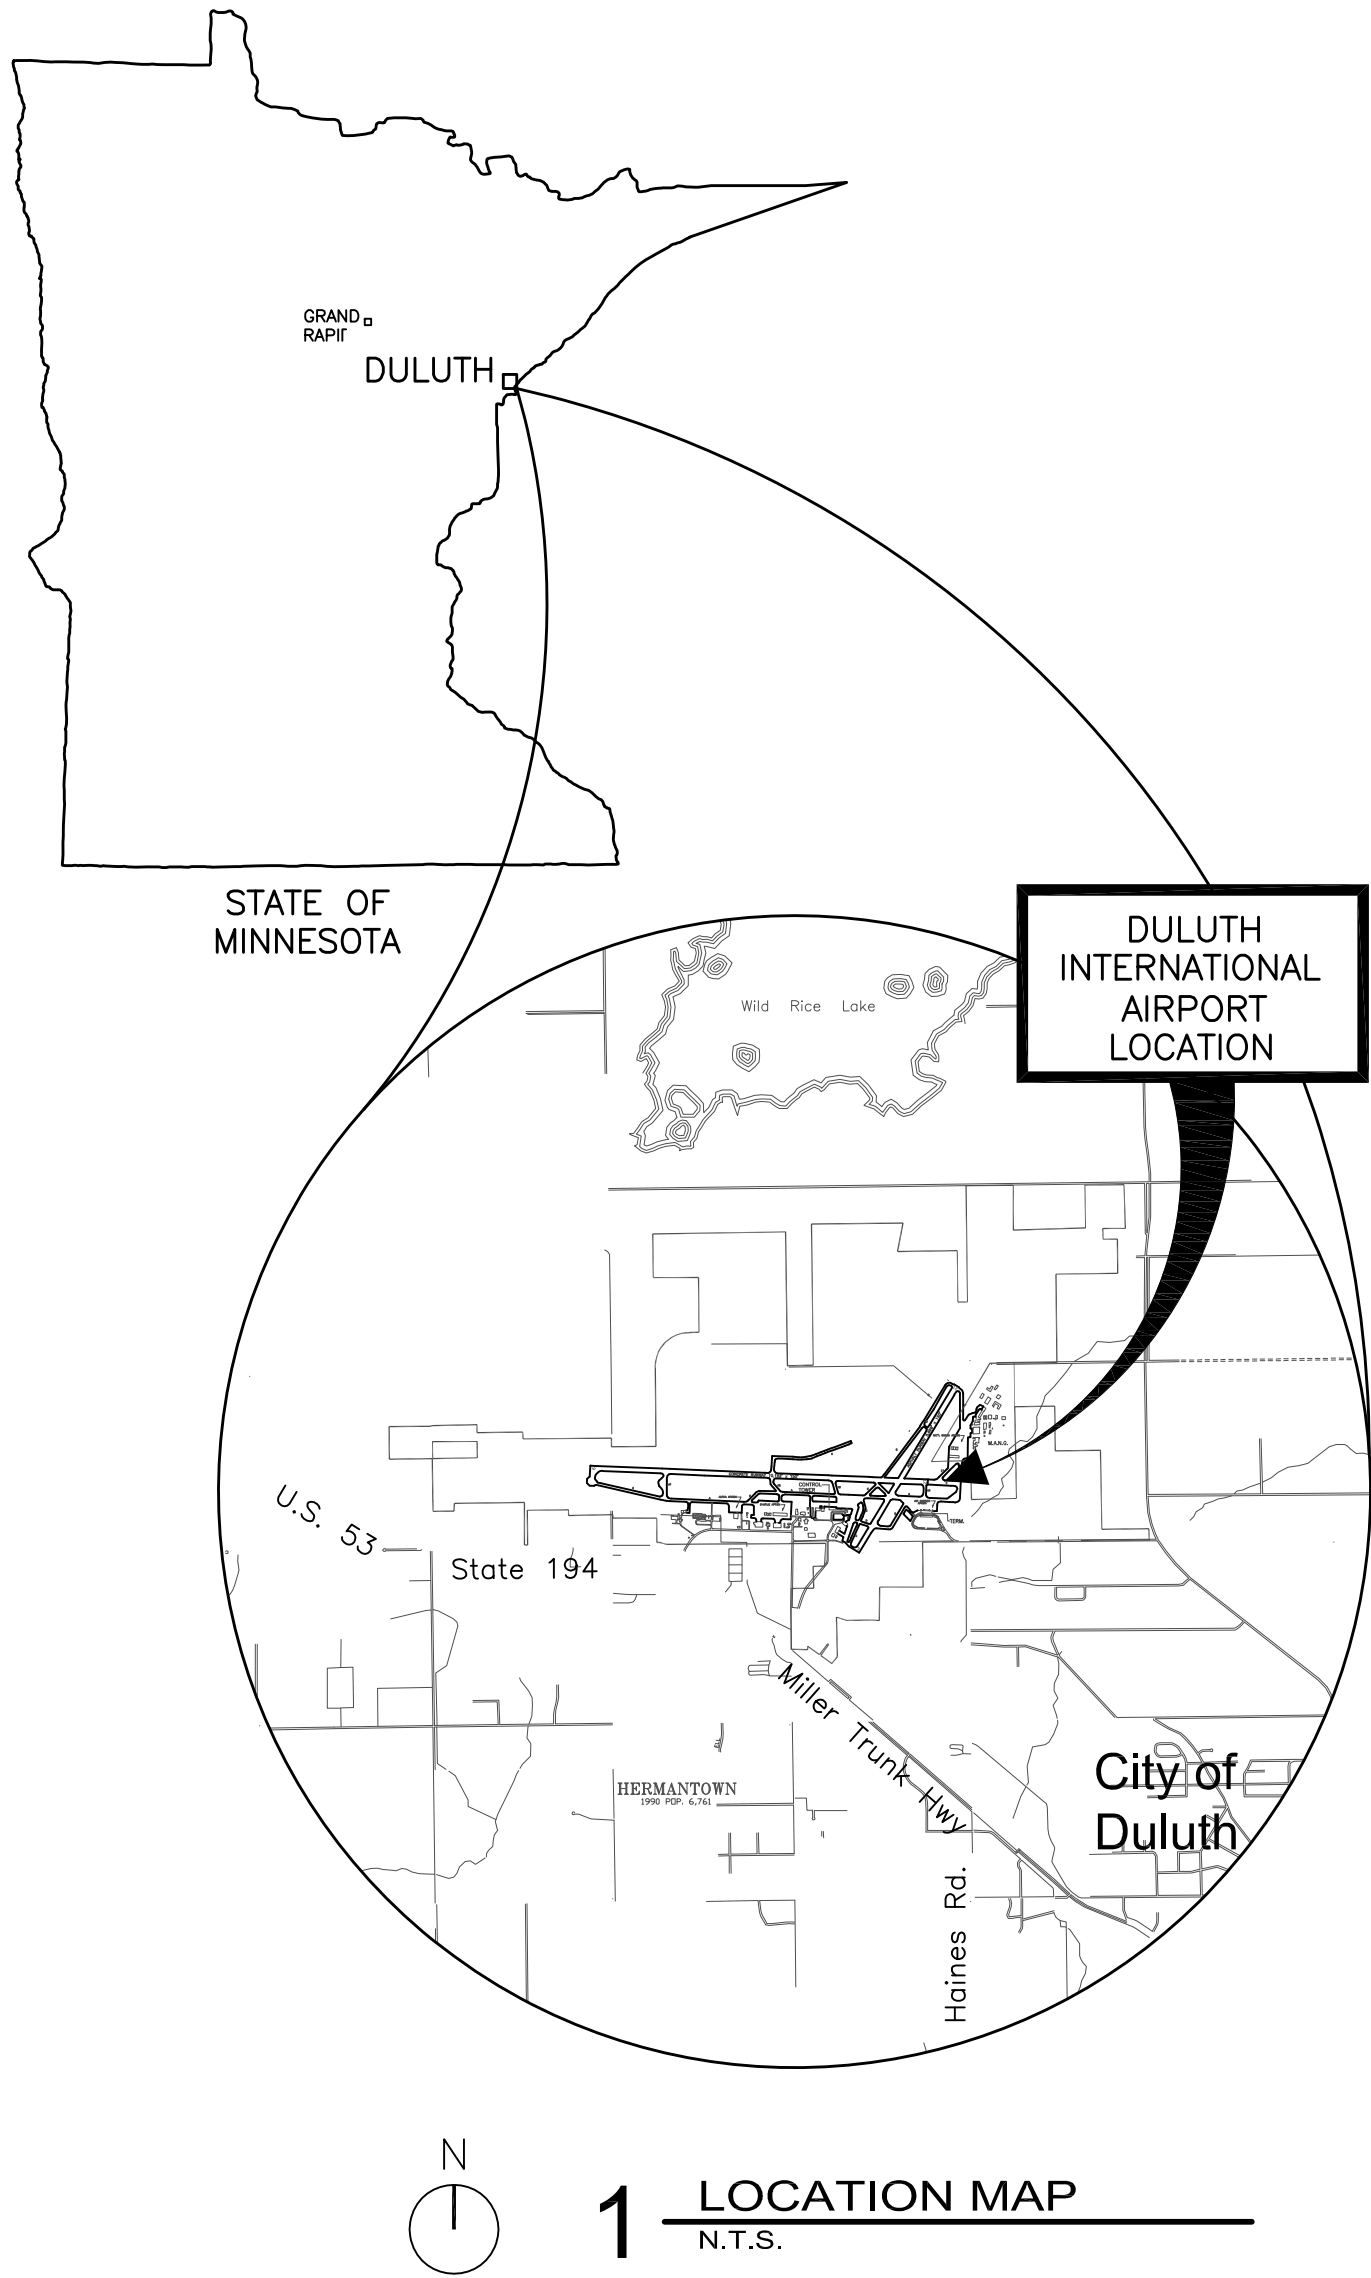 GRAND
RAPI
DULUTH
STATE OF
MINNESOTA
DULUTH
INTERNATIONAL
AIRPORT
LOCATION
Wild Rice Lake
M.A.N.G.
CONTROL
TOWER
TERM.
U.S. 53
State 194
Miller Trunk Hwy
HERMANTOWN
1990 POP. 6,761
City of
Duluth
Haines Rd.
N
1
LOCATION MAP
N.T.S.